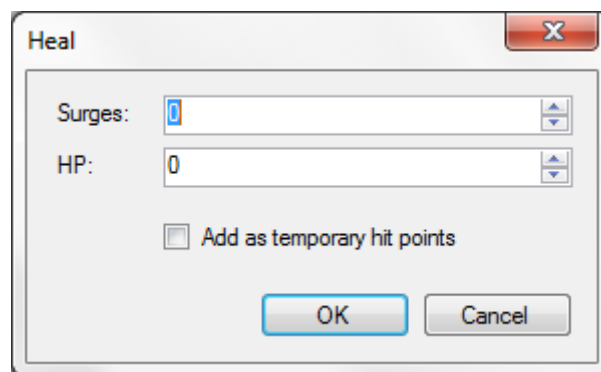 Heal
Surges: 0
HP: 0
Add as temporary hit points
OK Cancel